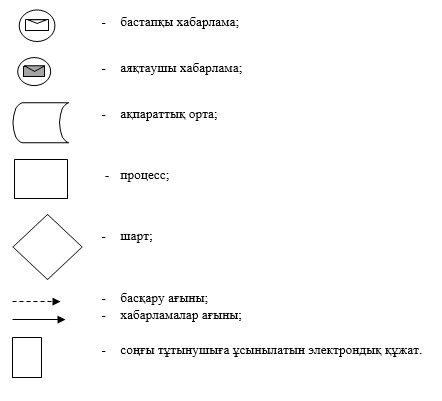 - бастапқы хабарлама;
- аяқтаушы хабарлама;
- ақпараттық орта;
- процесс;
- шарт;
- басқару ағыны;
- хабарламалар ағыны;
- соңғы тұтынушыға ұсынылатын электрондық құжат.